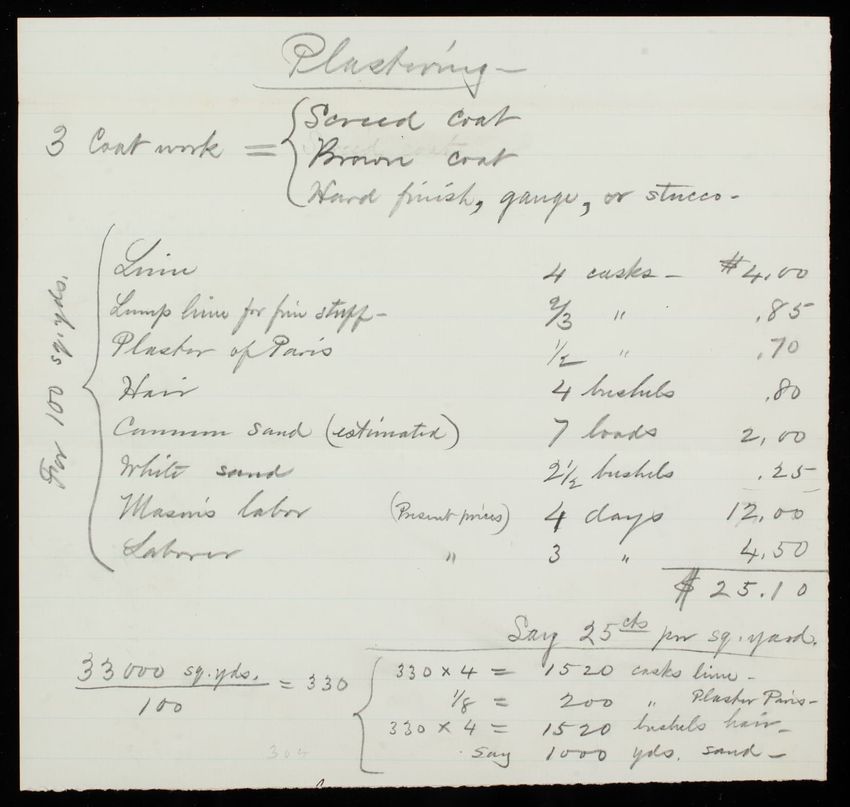 Plastering —
3 Coat work = { Screed coat
Brown coat
Hard finish, gauge, or stucco -
For 100 sq. yds. {
Lime 4 casks - $4.00
Lump lime for fine stuff - 2/3 " .85
Plaster of Paris 1/2 " .70
Hair 4 bushels .80
Common sand (estimated) 7 loads 2,00
White sand 2 1/2 bushels .25
Mason's labor (Present prices) 4 days 12.00
Laborer " 3 " 4.50
$25.10
Say 25 cts per sq. yard.
33000 sq. yds. / 100 = 330 { 330 x 4 = 1520 casks lime -
1/8 = 200 " Plaster Paris -
330 x 4 = 1520 bushels hair -
say 1000 yds. sand -